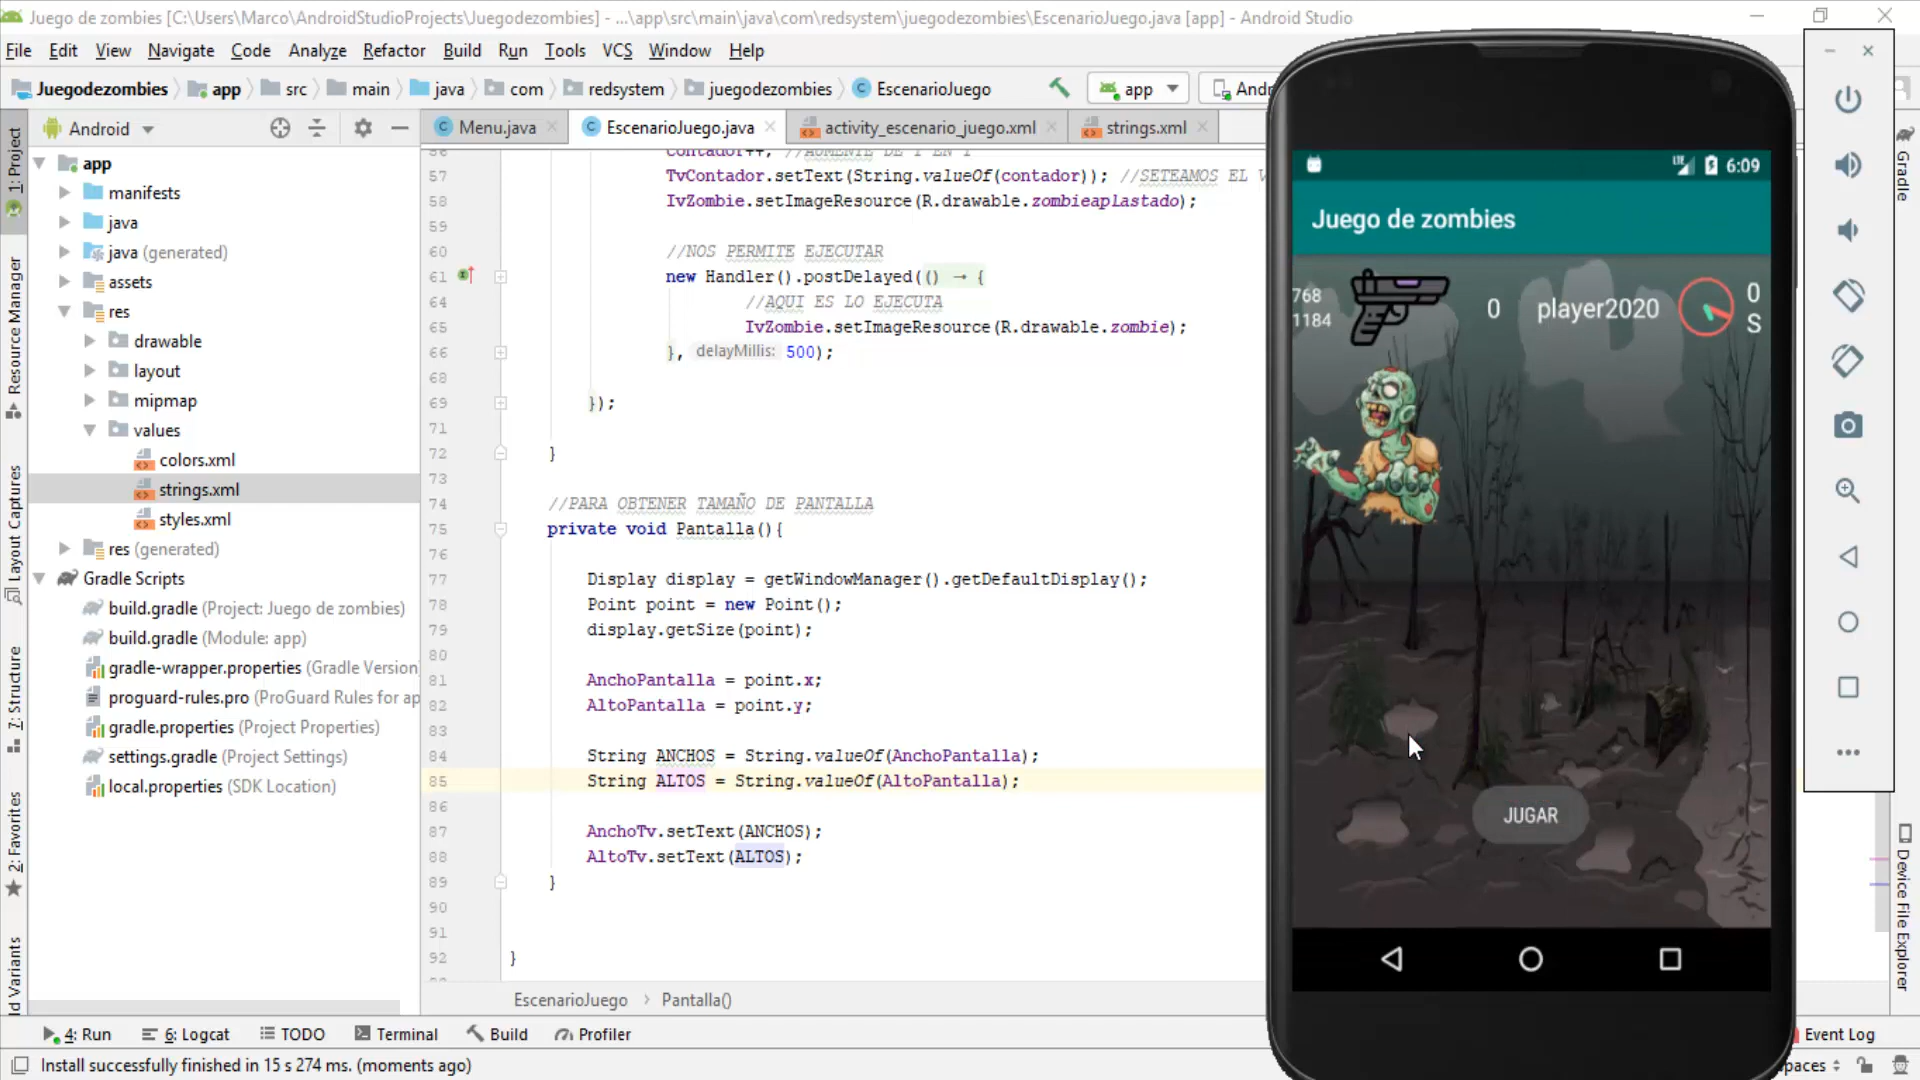 Juego de zombies [C:\Users\Marco\AndroidStudioProjects\Juegodezombies] - ...\app\src\main\java\com\redsystem\juegodezombies\EscenarioJuego.java [app] - Android Studio
File Edit View Navigate Code Analyze Refactor Build Run Tools VCS Window Help
Juegodezombies app src main java com redsystem juegodezombies EscenarioJuego app
Android
Menu.java EscenarioJuego.java activity_escenario_juego.xml strings.xml
1: Project
Resource Manager
Layout Captures
7: Structure
2: Favorites
app
manifests
java
java (generated)
assets
res
drawable
layout
mipmap
values
colors.xml
strings.xml
styles.xml
res (generated)
Gradle Scripts
build.gradle (Project: Juego de zombies)
build.gradle (Module: app)
gradle-wrapper.properties (Gradle Version
proguard-rules.pro (ProGuard Rules for ap
gradle.properties (Project Properties)
settings.gradle (Project Settings)
local.properties (SDK Location)
57 TvContador.setText(String.valueOf(contador)); //SETEAMOS EL V
58 IvZombie.setImageResource(R.drawable.zombieaplastado);
59
60 //NOS PERMITE EJECUTAR
61 new Handler().postDelayed(() → {
64 //AQUI ES LO EJECUTA
65 IvZombie.setImageResource(R.drawable.zombie);
66 }, delayMillis: 500);
68
69 });
71
72 }
73
74 //PARA OBTENER TAMAÑO DE PANTALLA
75 private void Pantalla(){
76
77 Display display = getWindowManager().getDefaultDisplay();
78 Point point = new Point();
79 display.getSize(point);
80
81 AnchoPantalla = point.x;
82 AltoPantalla = point.y;
83
84 String ANCHOS = String.valueOf(AnchoPantalla);
85 String ALTOS = String.valueOf(AltoPantalla);
86
87 AnchoTv.setText(ANCHOS);
88 AltoTv.setText(ALTOS);
89 }
90
91
92 }
EscenarioJuego Pantalla()
LTE 6:09
Juego de zombies
768
1184
0
player2020
0
S
JUGAR
Gradle
Device File Explorer
4: Run 6: Logcat TODO Terminal Build Profiler Event Log
Install successfully finished in 15 s 274 ms. (moments ago)